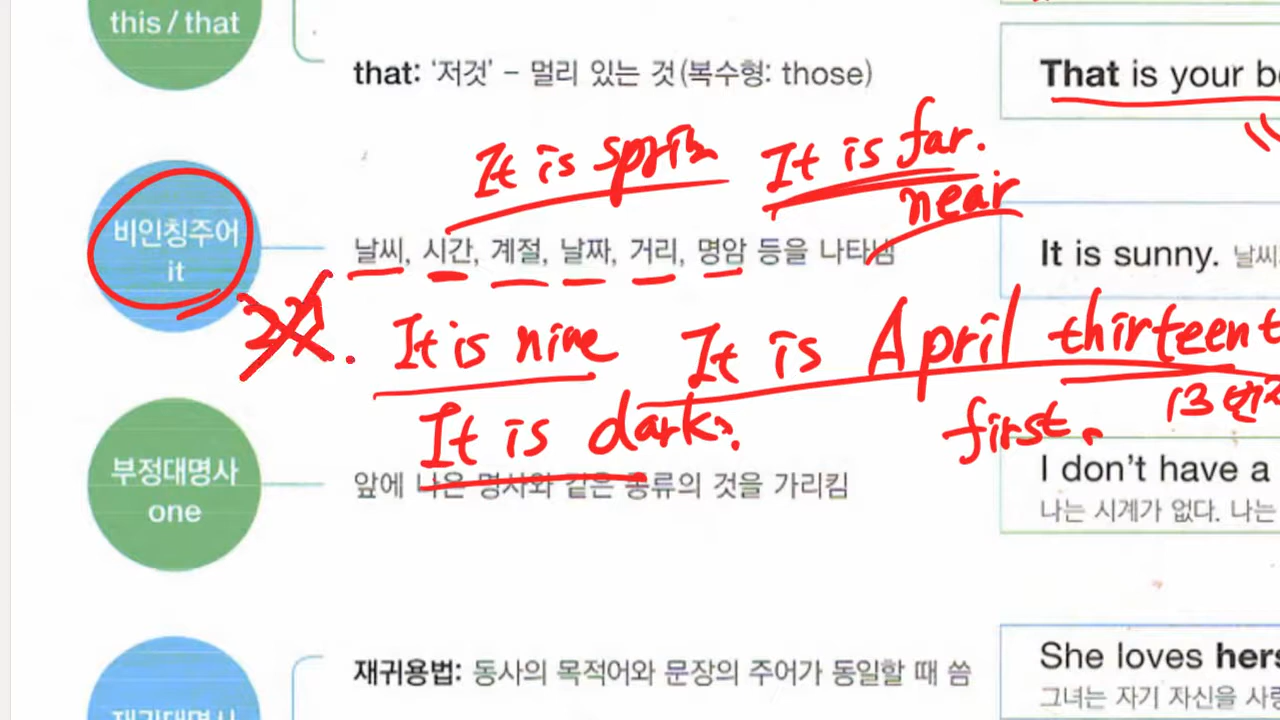 this / that
that: '저것' – 멀리 있는 것(복수형: those)
That is your
It is
It is far.
near
비인칭주어
it
날씨, 시간, 계절, 날짜, 거리, 명암 등을 나타냄
It is sunny.
It is nine
It is April thirteent
It is dark.
first.
13번
부정대명사
one
앞에 나온 명사와 같은 종류의 것을 가리킴
I don't have a
나는 시계가 없다. 나는
재귀용법: 동사의 목적어와 문장의 주어가 동일할 때 씀
She loves hers
그녀는 자기 자신을